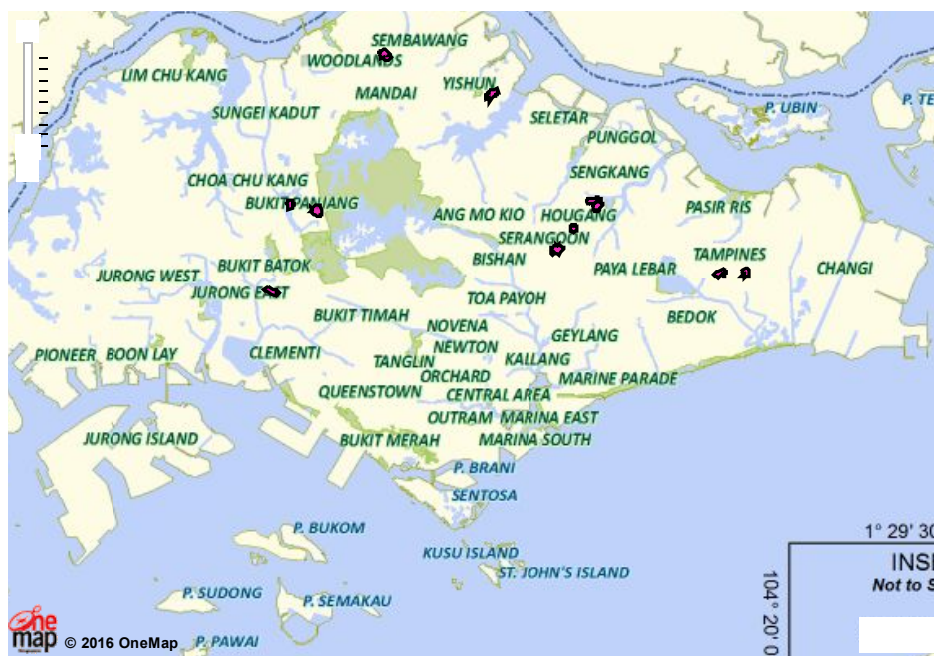 SEMBAWANG
WOODLANDS
LIM CHU KANG
YISHUN
MANDAI
SUNGEI KADUT
P. UBIN
P. TE
SELETAR
PUNGGOL
SENGKANG
CHOA CHU KANG
BUKIT PANJANG
ANG MO KIO
HOUGANG
PASIR RIS
SERANGOON
BISHAN
TAMPINES
BUKIT BATOK
JURONG WEST
PAYA LEBAR
CHANGI
JURONG EAST
TOA PAYOH
BUKIT TIMAH
NOVENA
BEDOK
GEYLANG
NEWTON
PIONEER
BOON LAY
CLEMENTI
TANGLIN
KALLANG
ORCHARD
MARINE PARADE
QUEENSTOWN
CENTRAL AREA
OUTRAM
MARINA EAST
JURONG ISLAND
BUKIT MERAH
MARINA SOUTH
P. BRANI
SENTOSA
P. BUKOM
KUSU ISLAND
ST. JOHN'S ISLAND
P. SUDONG
P. SEMAKAU
P. PAWAI
1° 29' 30
INS
Not to S
104° 20' 0
One
map
© 2016 OneMap